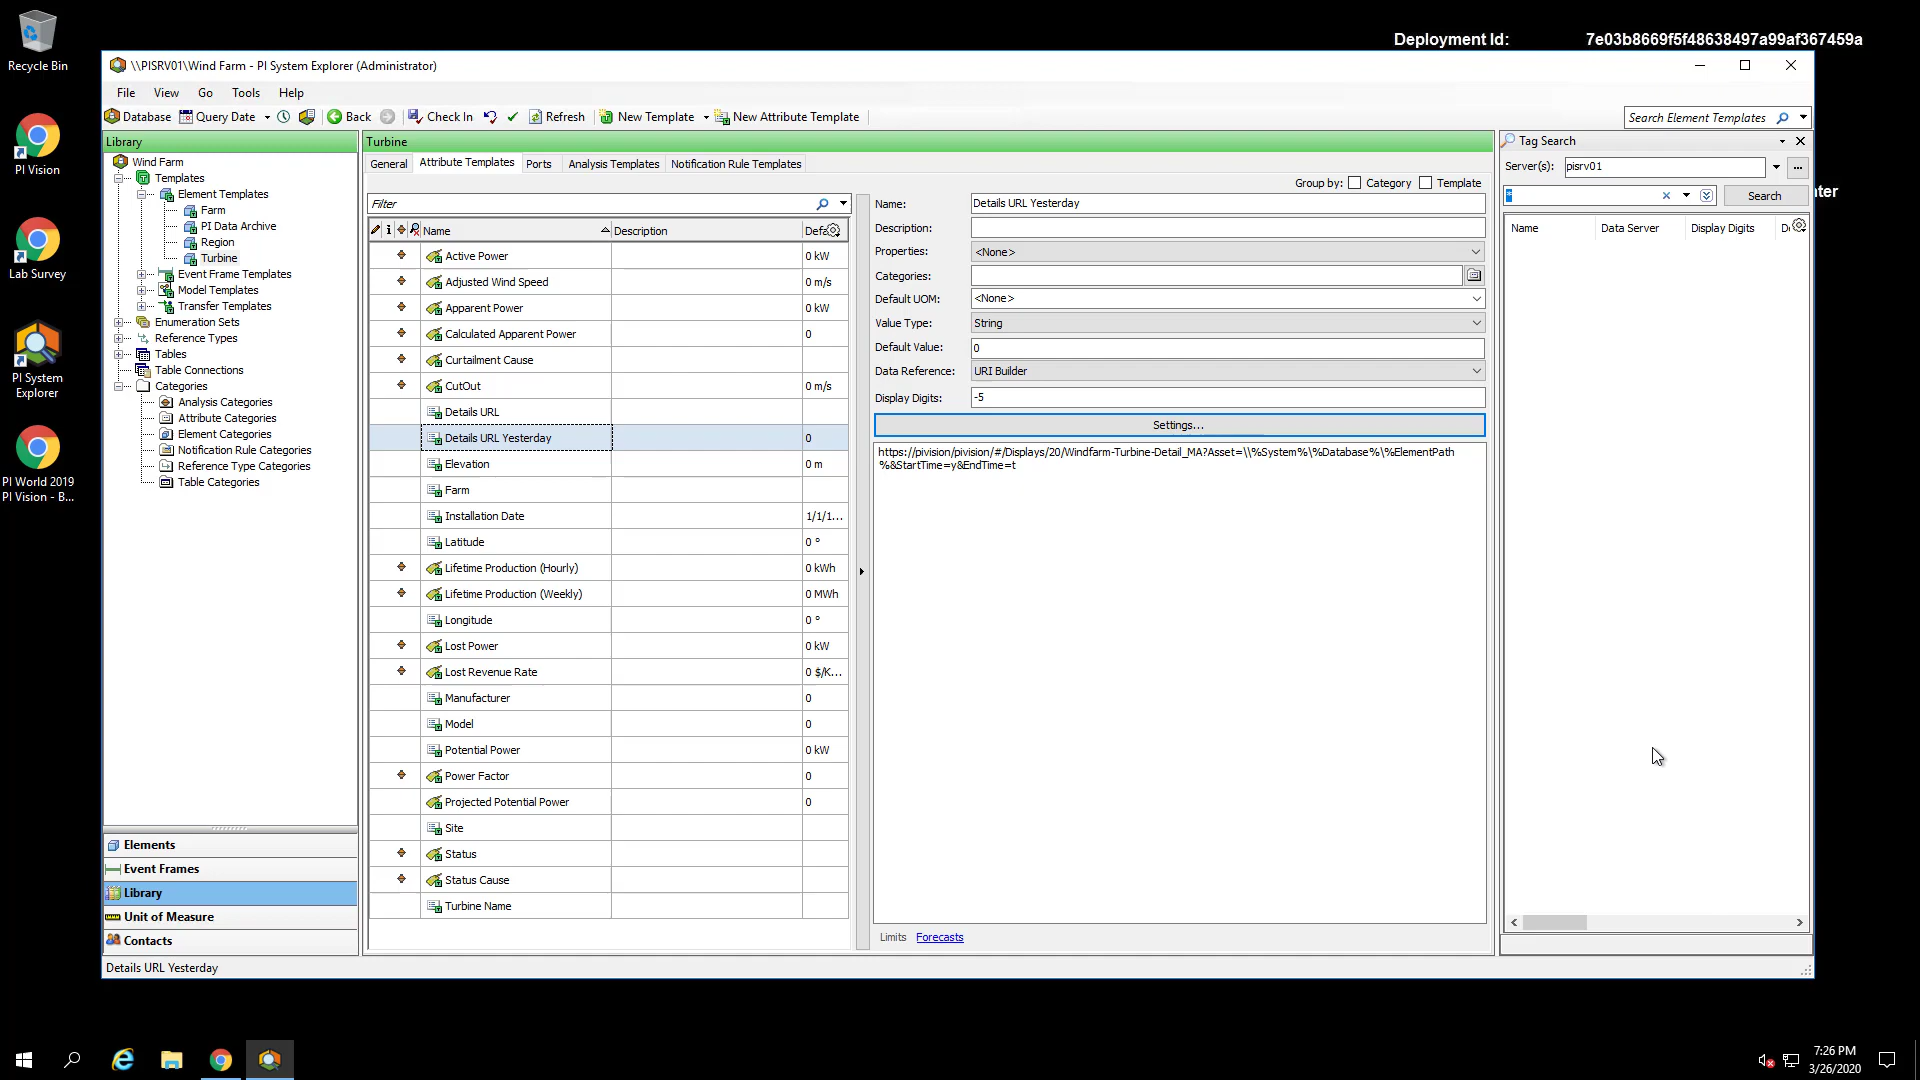 Deployment Id: 7e03b8669f5f48638497a99af367459a
Recycle Bin
PI Vision
Lab Survey
PI System
Explorer
PI World 2019
PI Vision - B...
\\PISRV01\Wind Farm - PI System Explorer (Administrator)
File View Go Tools Help
Database Query Date Back Check In Refresh New Template New Attribute Template
Search Element Templates
Library
Wind Farm
Templates
Element Templates
Farm
PI Data Archive
Region
Turbine
Event Frame Templates
Model Templates
Transfer Templates
Enumeration Sets
Reference Types
Tables
Table Connections
Categories
Analysis Categories
Attribute Categories
Element Categories
Notification Rule Categories
Reference Type Categories
Table Categories
Elements
Event Frames
Library
Unit of Measure
Contacts
Details URL Yesterday
Turbine
General Attribute Templates Ports Analysis Templates Notification Rule Templates
Group by: Category Template
Filter
Name Description Defa
Active Power 0 kW
Adjusted Wind Speed 0 m/s
Apparent Power 0 kW
Calculated Apparent Power 0
Curtailment Cause
CutOut 0 m/s
Details URL
Details URL Yesterday 0
Elevation 0 m
Farm
Installation Date 1/1/1...
Latitude 0 °
Lifetime Production (Hourly) 0 kWh
Lifetime Production (Weekly) 0 MWh
Longitude 0 °
Lost Power 0 kW
Lost Revenue Rate 0 $/K...
Manufacturer 0
Model 0
Potential Power 0 kW
Power Factor 0
Projected Potential Power 0
Site
Status
Status Cause
Turbine Name
Name: Details URL Yesterday
Description:
Properties: <None>
Categories:
Default UOM: <None>
Value Type: String
Default Value: 0
Data Reference: URI Builder
Display Digits: -5
Settings...
https://pivision/pivision/#/Displays/20/Windfarm-Turbine-Detail_MA?Asset=\\%System%\%Database%\%ElementPath
%&StartTime=y&EndTime=t
Limits Forecasts
Tag Search
Server(s): pisrv01 ...
*
Search
Name Data Server Display Digits D
nter
7:26 PM
3/26/2020